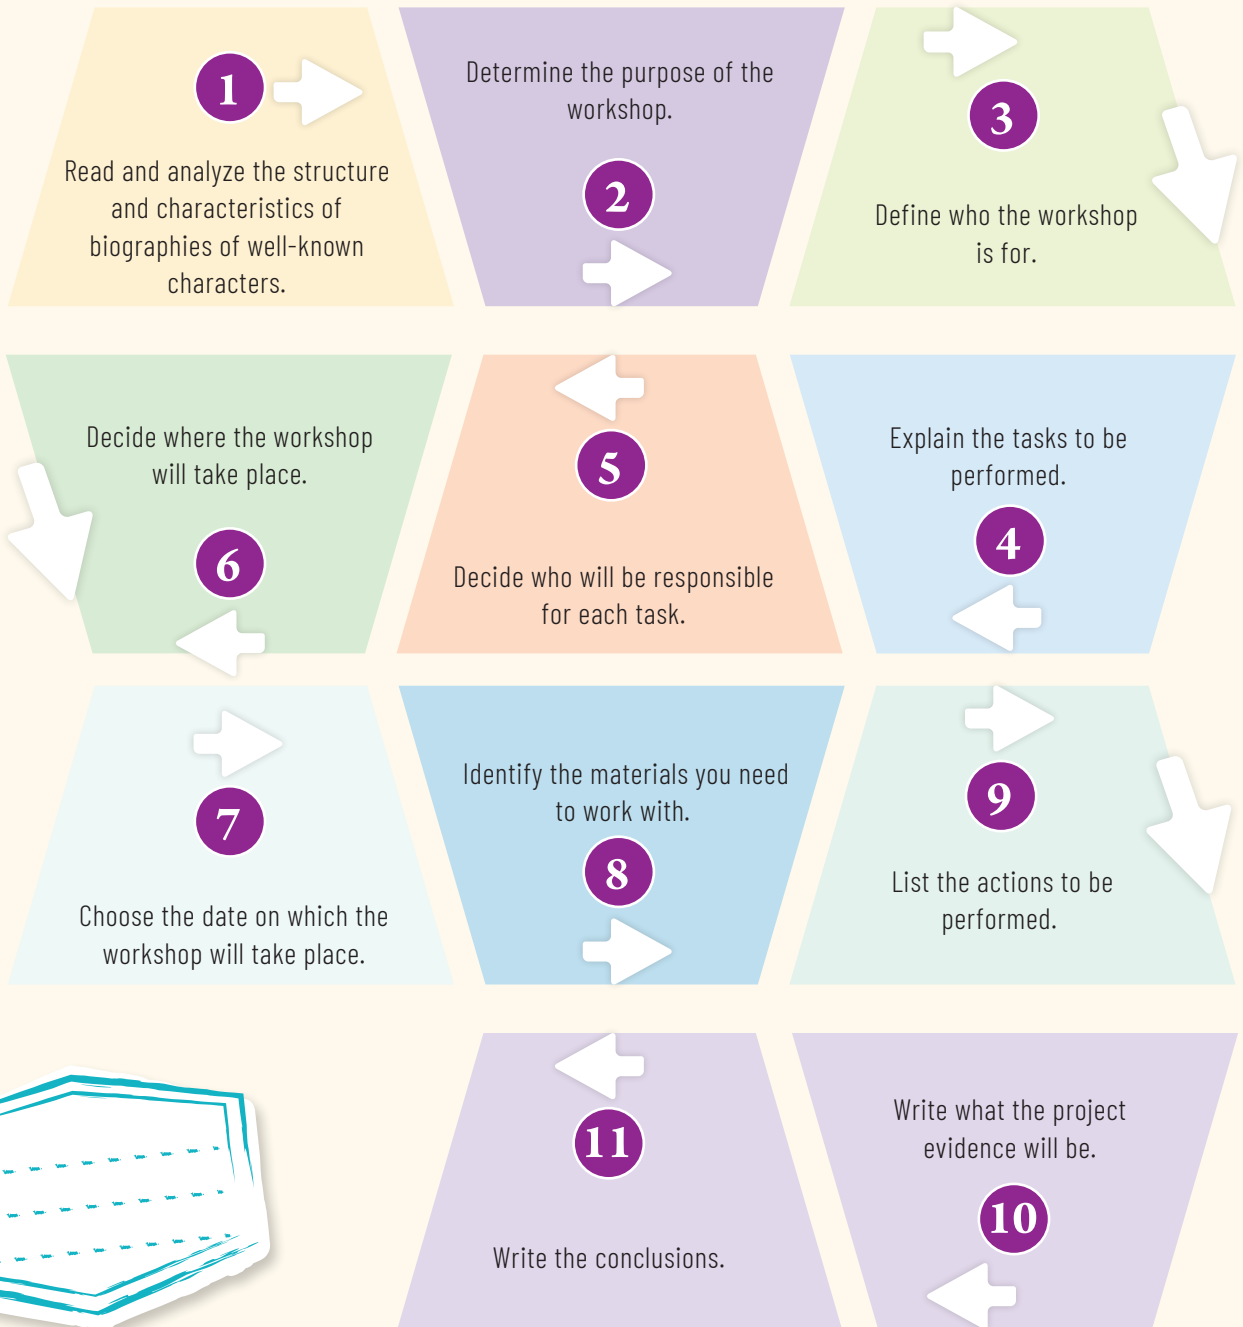 1
Read and analyze the structure
and characteristics of
biographies of well-known
characters.
Determine the purpose of the
workshop.
2
3
Define who the workshop
is for.
Explain the tasks to be
performed.
4
5
Decide who will be responsible
for each task.
Decide where the workshop
will take place.
6
7
Choose the date on which the
workshop will take place.
Identify the materials you need
to work with.
8
9
List the actions to be
performed.
Write what the project
evidence will be.
10
11
Write the conclusions.